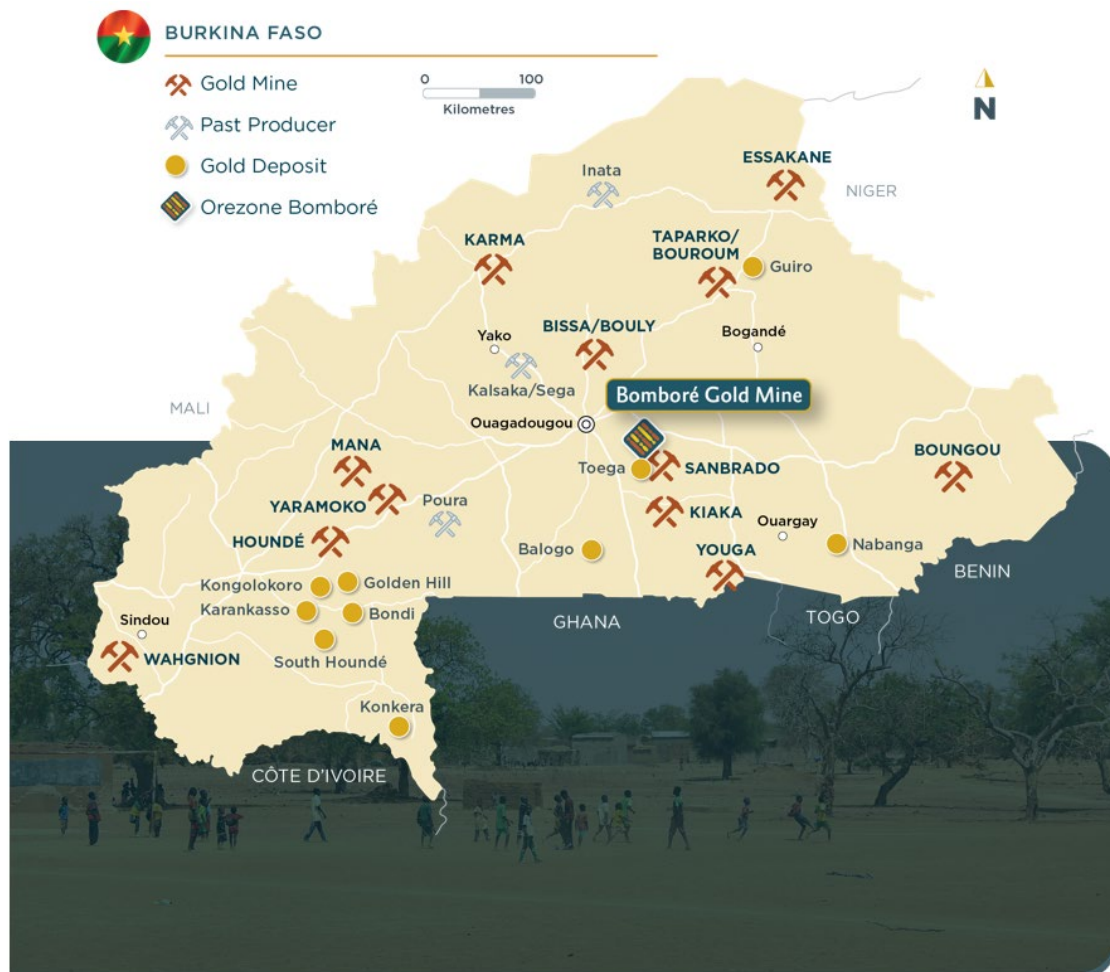 BURKINA FASO
Gold Mine
Past Producer
Gold Deposit
Orezone Bomboré
0 100
Kilometres
N
ESSAKANE
Inata
NIGER
KARMA
TAPARKO/
BOUROUM
Guiro
BISSA/BOULY
Yako
Bogandé
Kalsaka/Sega
Bomboré Gold Mine
MALI
Ouagadougou
MANA
BOUNGOU
Toega
SANBRADO
YARAMOKO
Poura
KIAKA
HOUNDÉ
Ouargay
Balogo
YOUGA
Nabanga
BENIN
Kongolokoro
Golden Hill
Karankasso
Bondi
Sindou
GHANA
TOGO
WAHGNION
South Houndé
Konkera
CÔTE D'IVOIRE